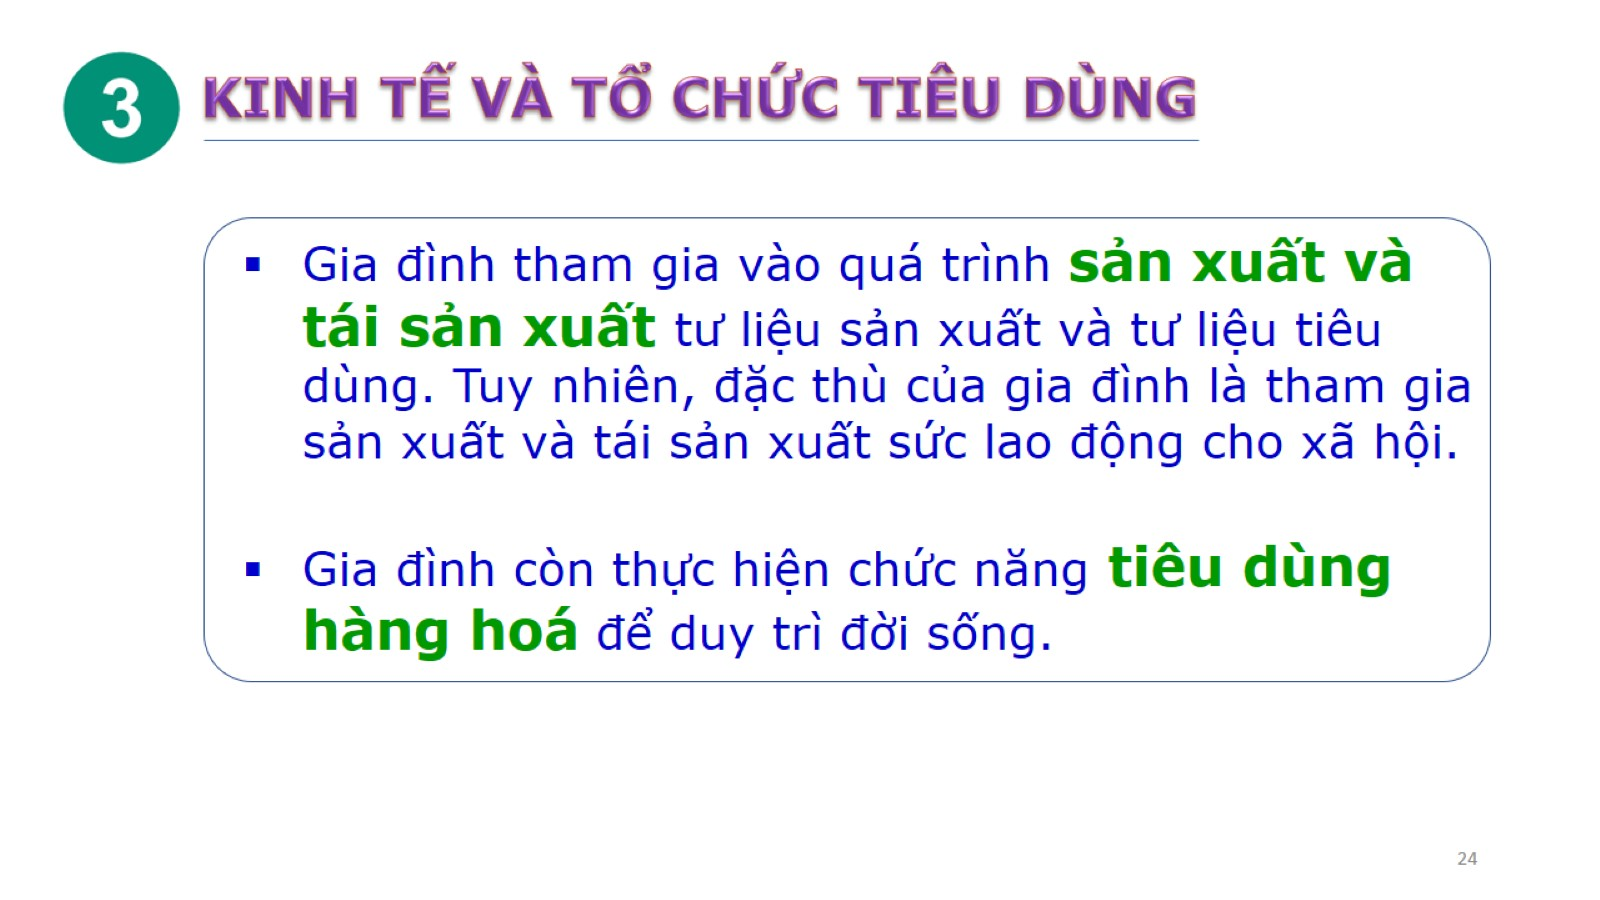 3
KINH TẾ VÀ TỔ CHỨC TIÊU DÙNG
▪ Gia đình tham gia vào quá trình sản xuất và
tái sản xuất tư liệu sản xuất và tư liệu tiêu
dùng. Tuy nhiên, đặc thù của gia đình là tham gia
sản xuất và tái sản xuất sức lao động cho xã hội.
▪ Gia đình còn thực hiện chức năng tiêu dùng
hàng hoá để duy trì đời sống.
24